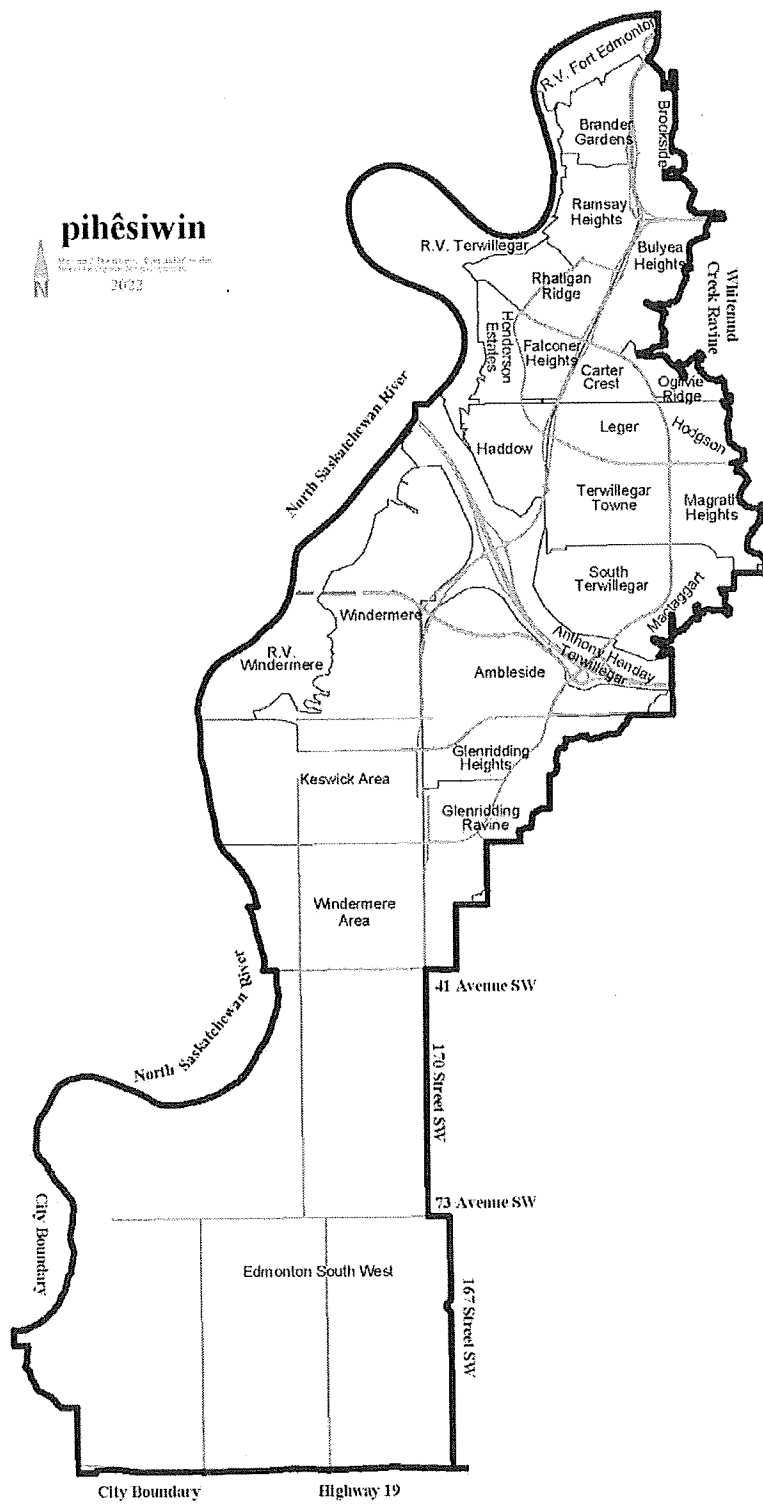 pihêsiwin
N
2022
R.V. Fort Edmonton
Brander
Gardens
Brookside
Ramsay
Heights
R.V. Terwillegar
Bulyea
Heights
Rhatigan
Ridge
Whitemud
Creek Ravine
Henderson
Estates
Falconer
Heights
Carter
Crest
Ogilvie
Ridge
North Saskatchewan River
Haddow
Leger
Hodgson
Terwillegar
Towne
Magrath
Heights
South
Terwillegar
Mactaggart
Windermere
Anthony Henday
Terwillegar
R.V.
Windermere
Ambleside
Glenridding
Heights
Keswick Area
Glenridding
Ravine
Windermere
Area
41 Avenue SW
North Saskatchewan River
170 Street SW
73 Avenue SW
City Boundary
Edmonton South West
167 Street SW
City Boundary
Highway 19